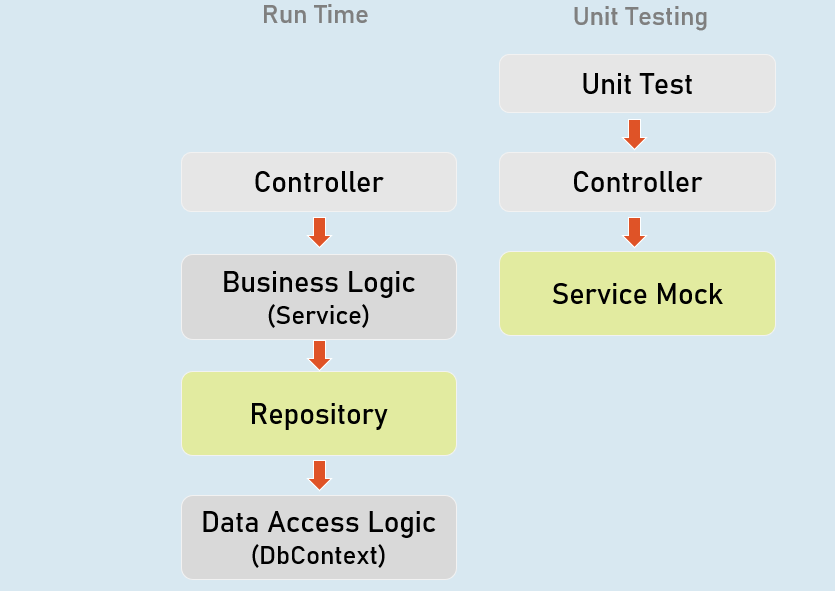 Run Time
Unit Testing
Unit Test
Controller
Controller
Business Logic
(Service)
Service Mock
Repository
Data Access Logic
(DbContext)